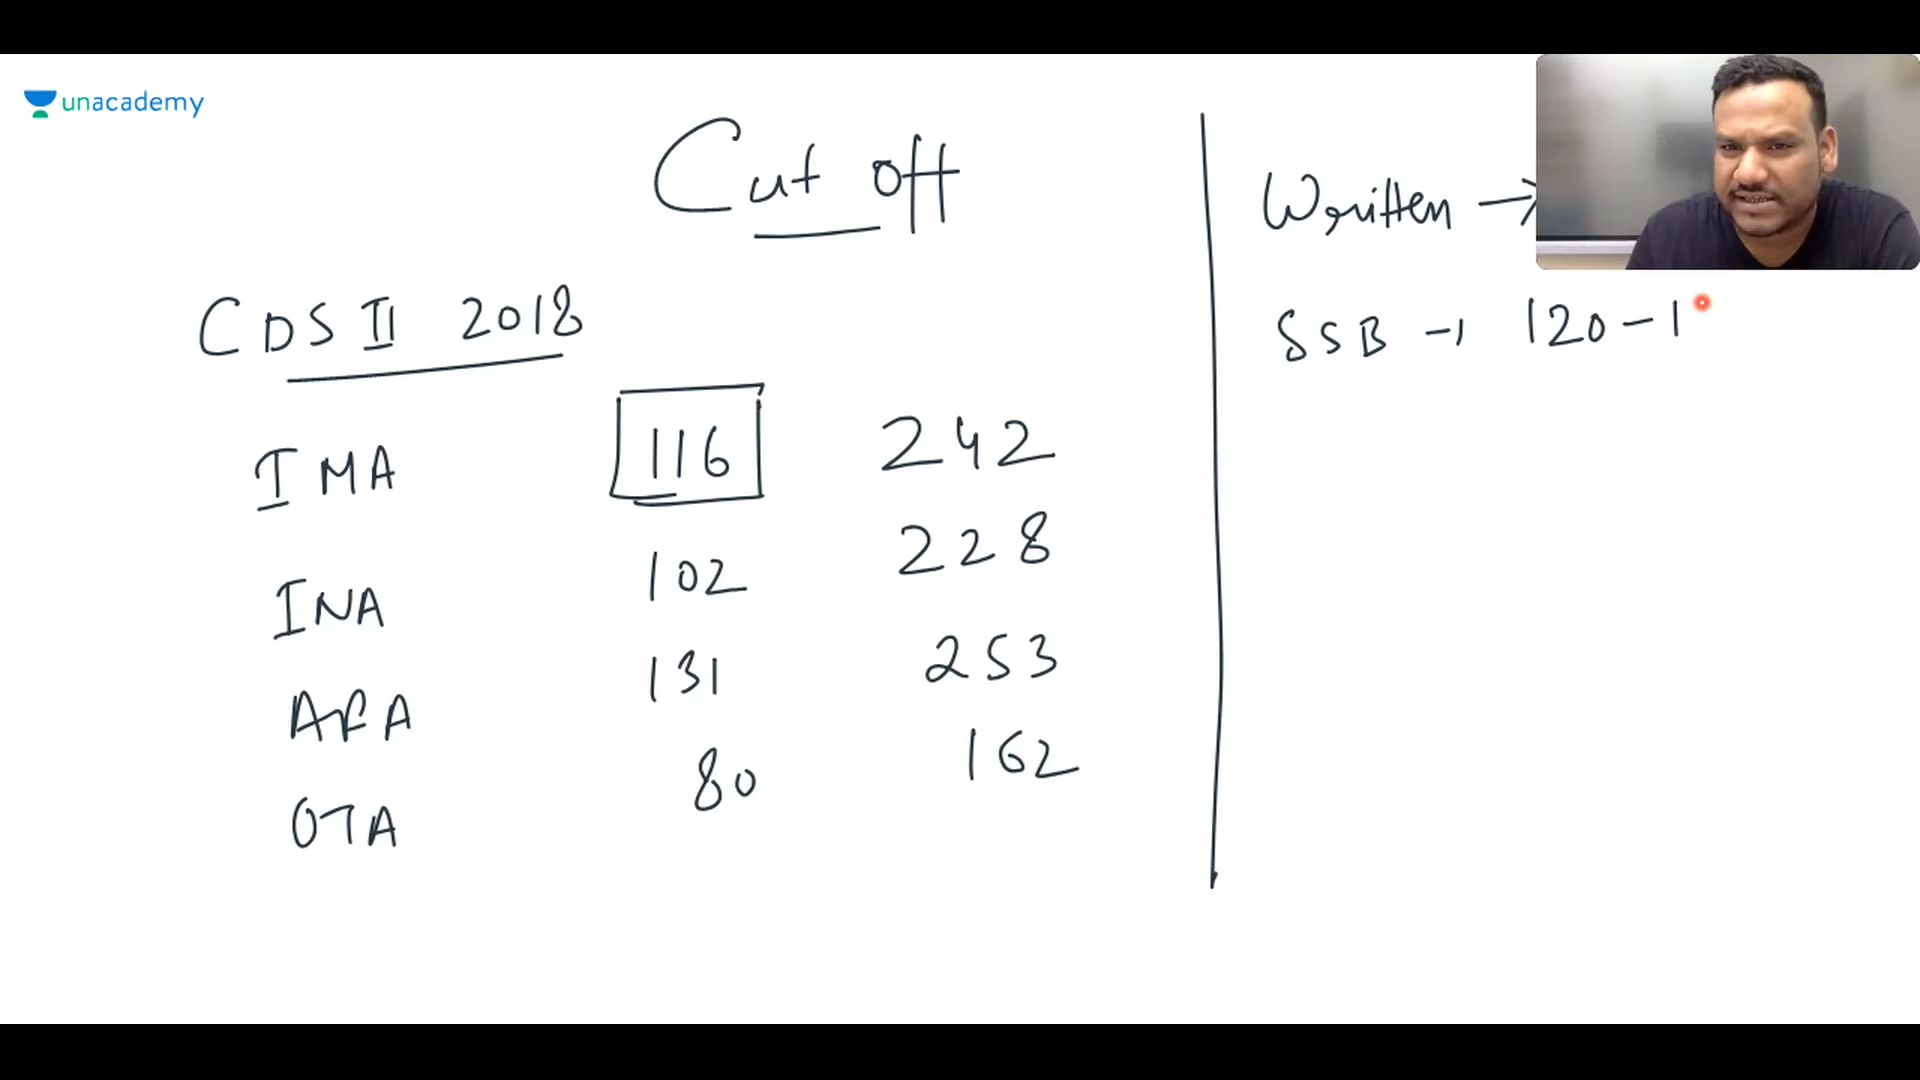 unacademy
Cut off
CDS II 2018
IMA 116 242
INA 102 228
AFA 131 253
OTA 80 162
Written →
SSB → 120-1